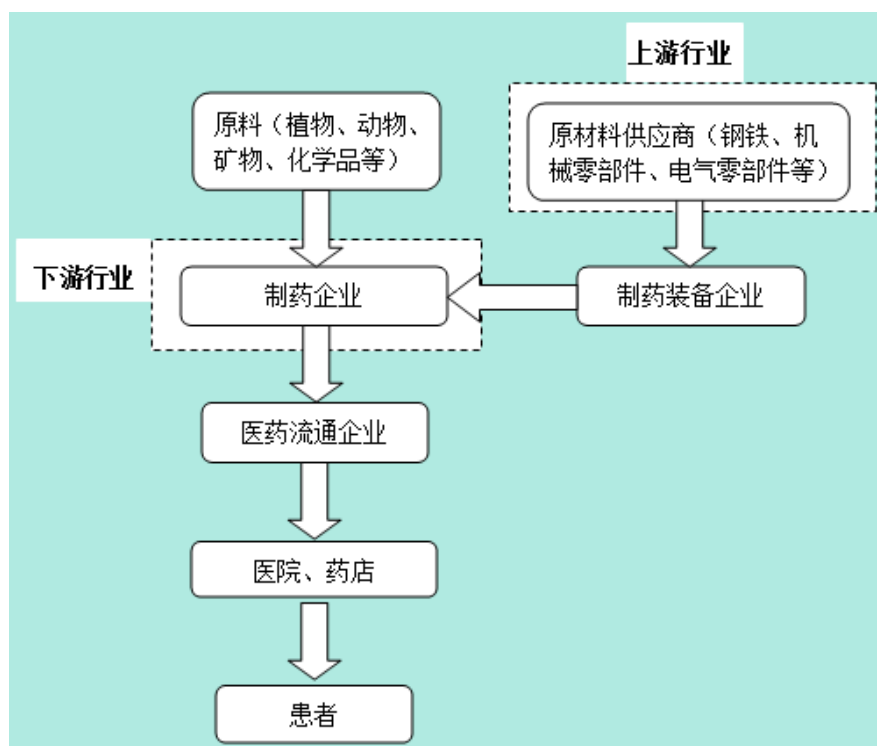 上游行业
原料（植物、动物、
矿物、化学品等）
原材料供应商（钢铁、机
械零部件、电气零部件等）
下游行业
制药企业
制药装备企业
医药流通企业
医院、药店
患者